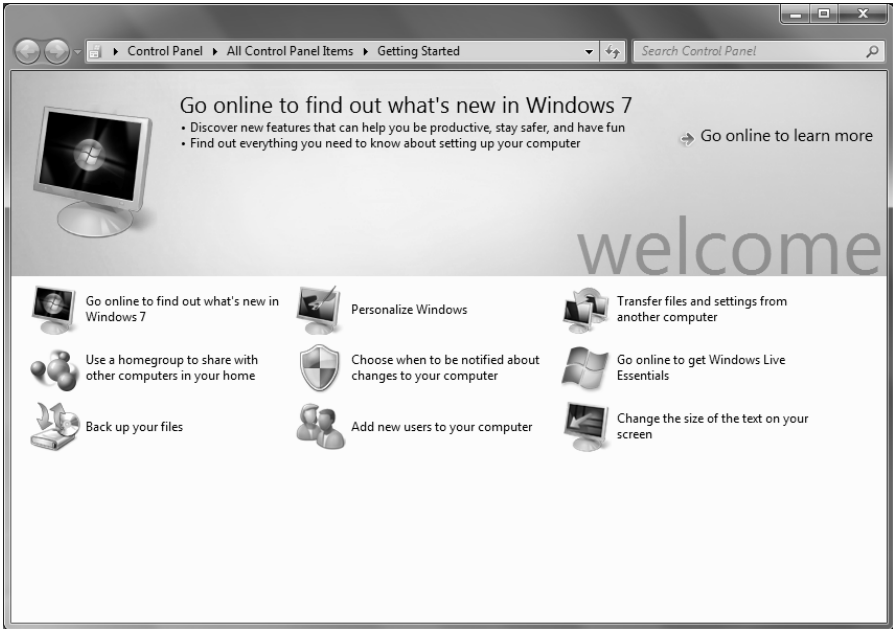 Control Panel ▸ All Control Panel Items ▸ Getting Started
Search Control Panel
Go online to find out what's new in Windows 7
• Discover new features that can help you be productive, stay safer, and have fun
• Find out everything you need to know about setting up your computer
Go online to learn more
welcome
Go online to find out what's new in
Windows 7
Personalize Windows
Transfer files and settings from
another computer
Use a homegroup to share with
other computers in your home
Choose when to be notified about
changes to your computer
Go online to get Windows Live
Essentials
Back up your files
Add new users to your computer
Change the size of the text on your
screen